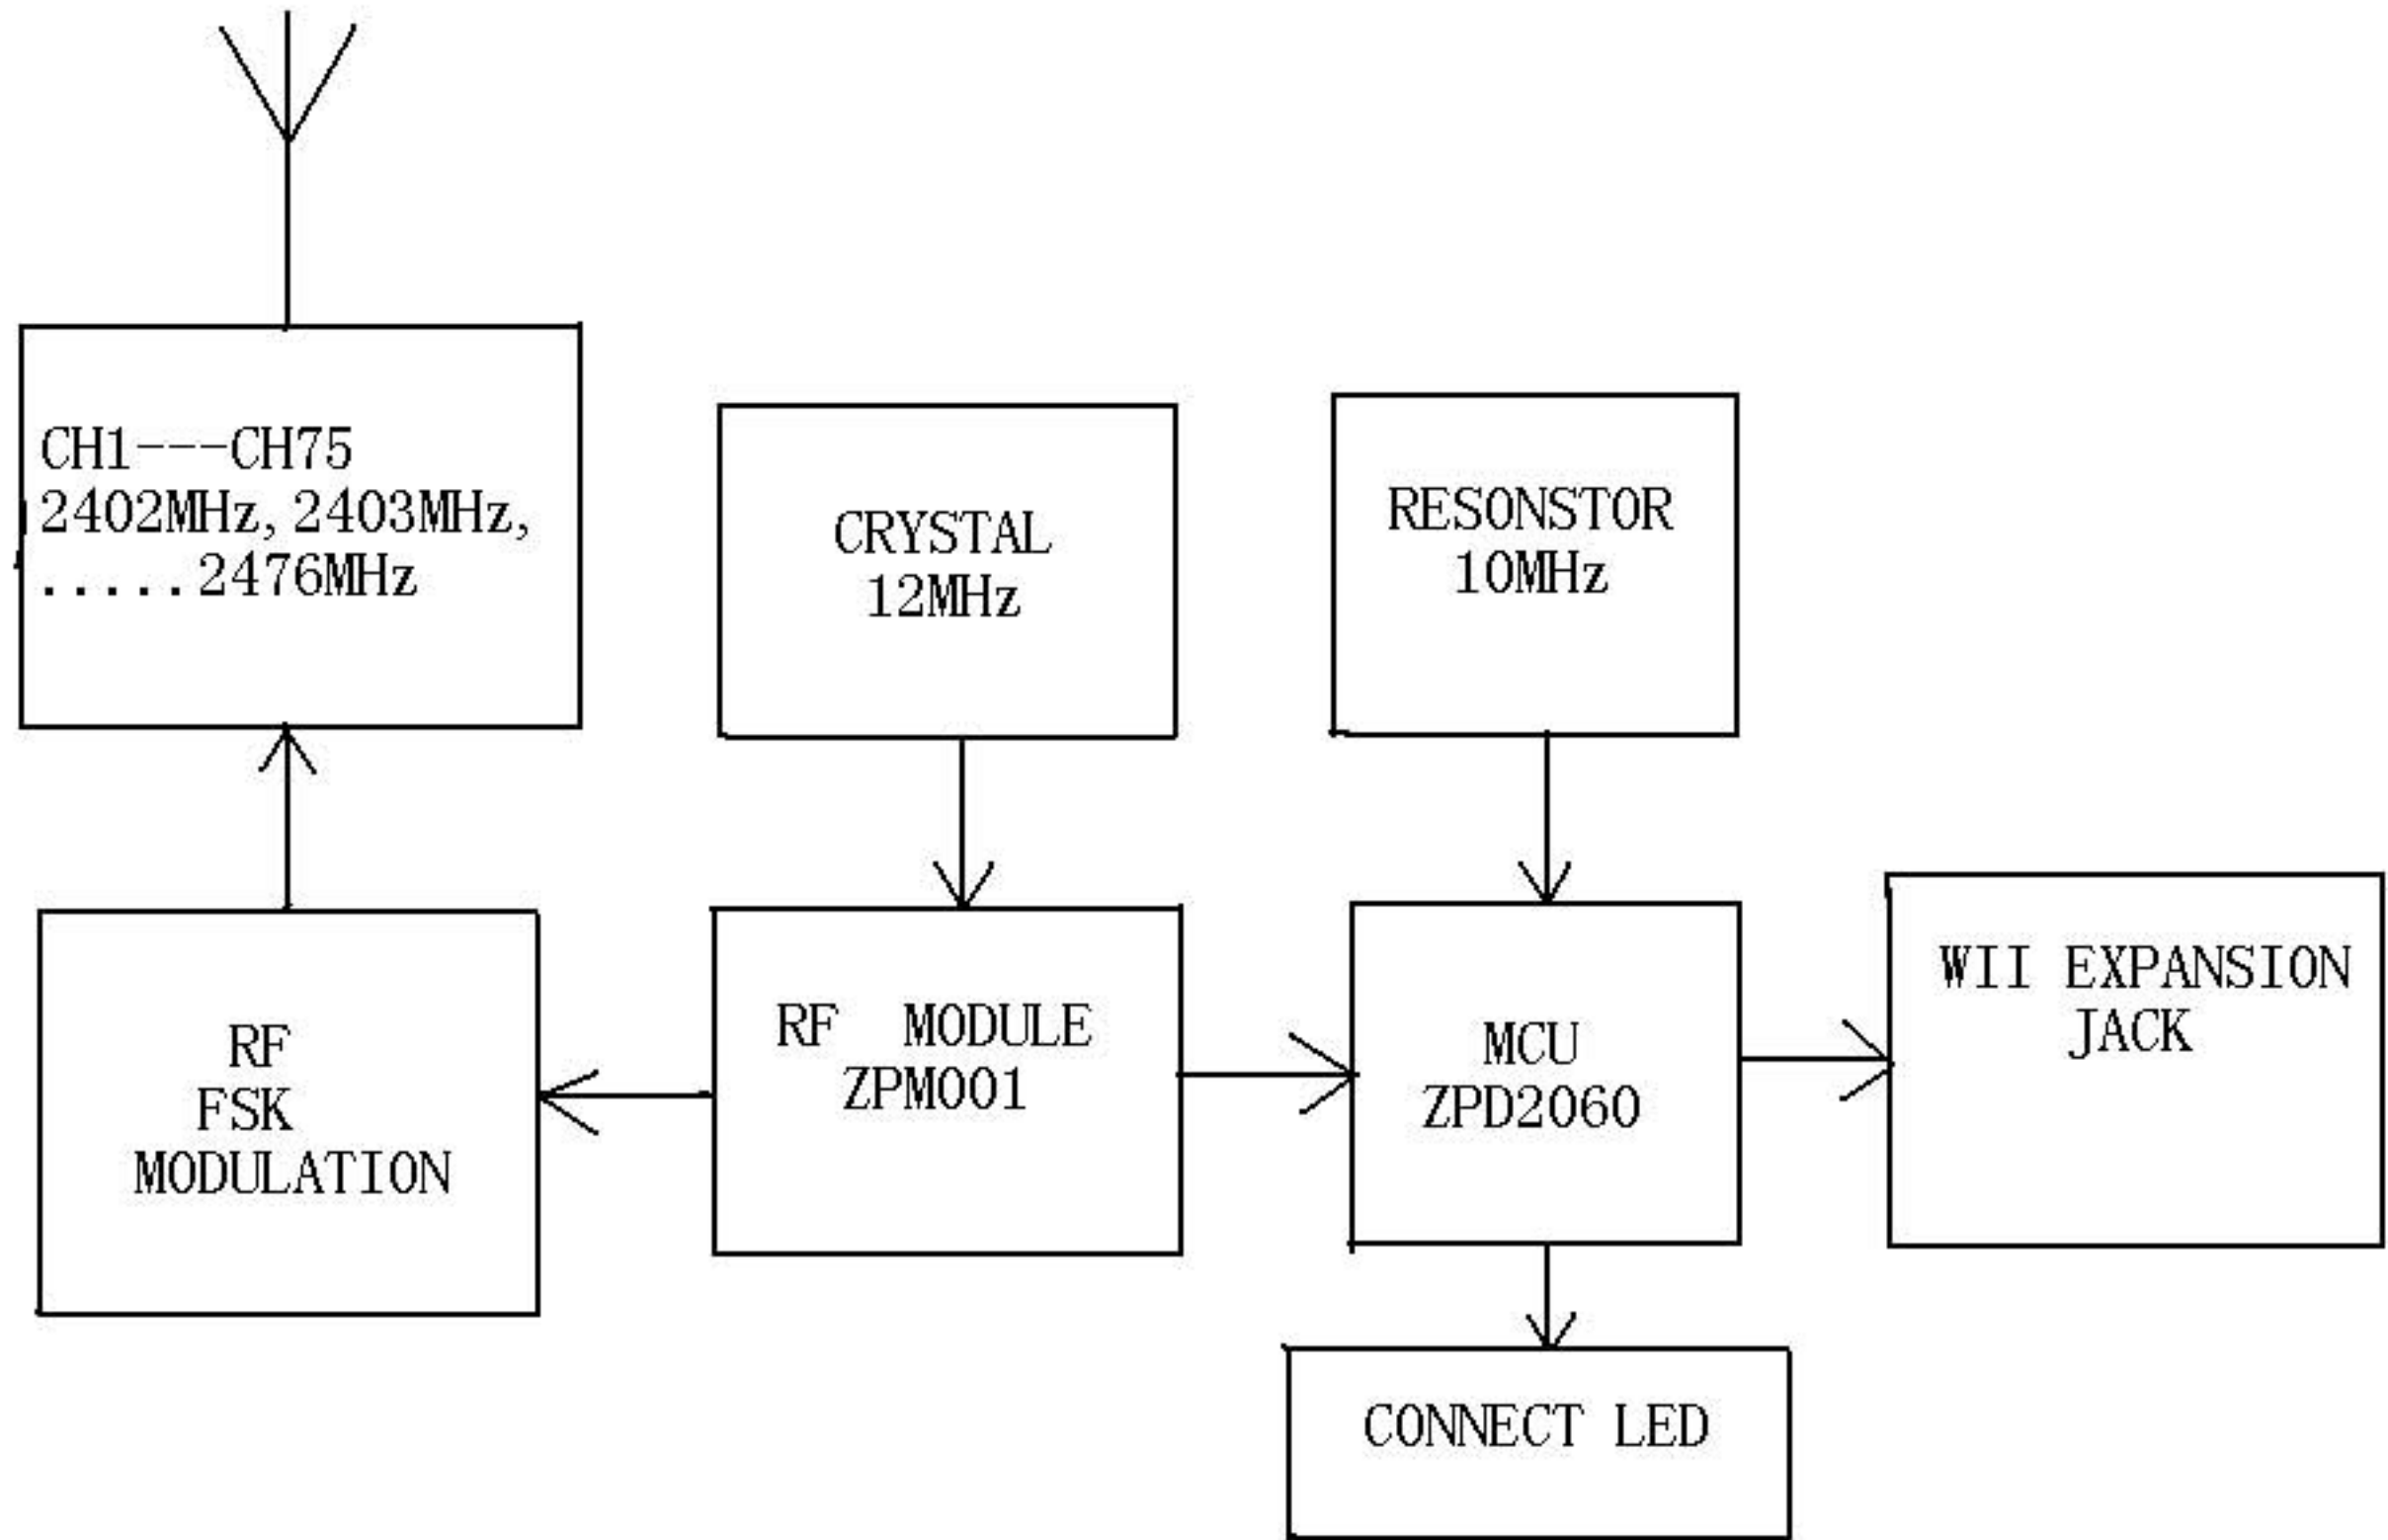 CH1---CH75
2402MHz, 2403MHz,
.....2476MHz
CRYSTAL
12MHz
RESONSTOR
10MHz
RF
FSK
MODULATION
RF MODULE
ZPM001
MCU
ZPD2060
WII EXPANSION
JACK
CONNECT LED